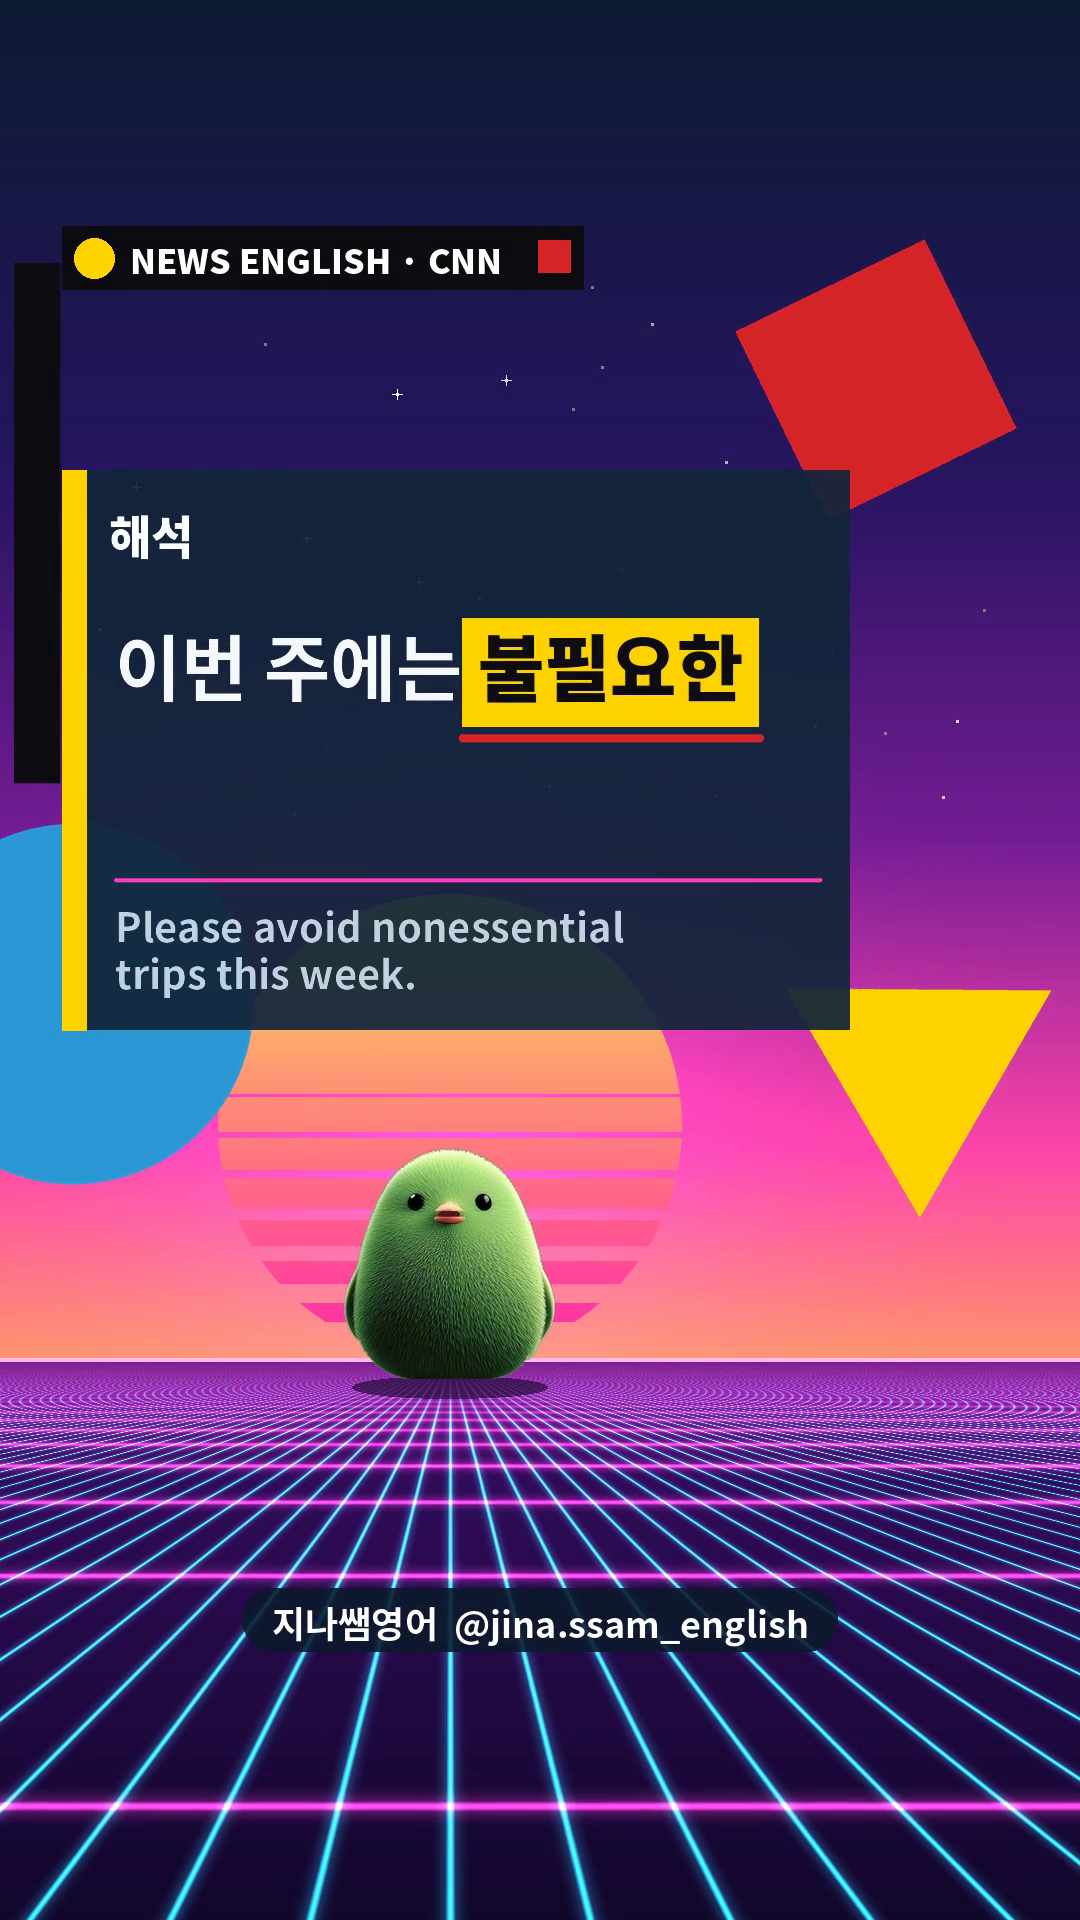 NEWS ENGLISH · CNN
해석
이번 주에는 불필요한
Please avoid nonessential
trips this week.
지나쌤영어 @jina.ssam_english